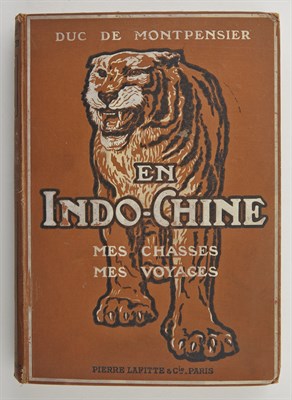 DUC DE MONTPENSIER
EN
INDO-CHINE
MES CHASSES
MES VOYAGES
PIERRE LAFITTE & Cie. PARIS